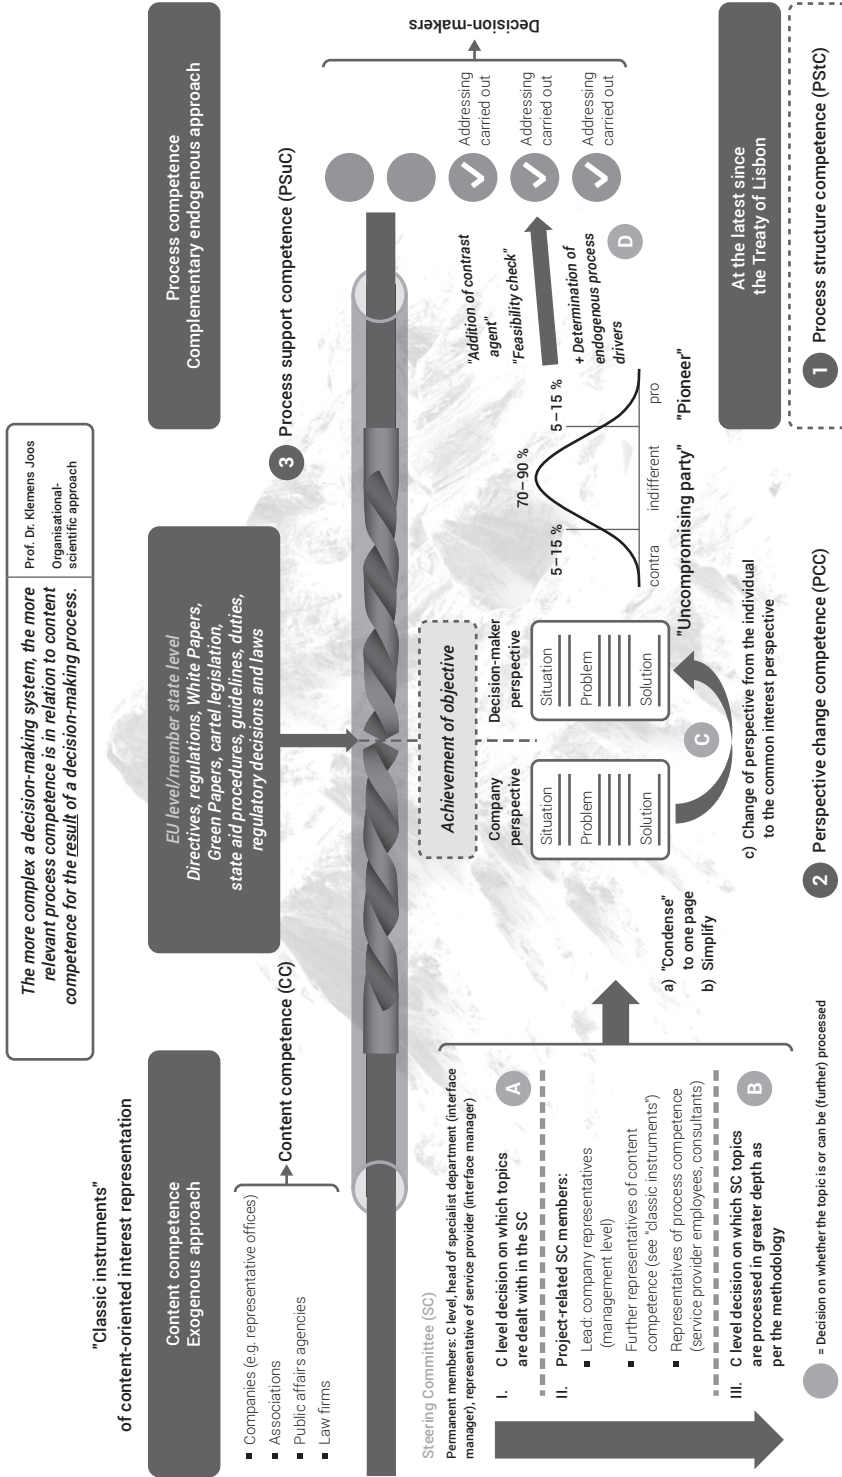 The more complex a decision-making system, the more
relevant process competence is in relation to content
competence for the result of a decision-making process.
Prof. Dr. Klemens Joos
Organisational-
scientific approach
"Classic instruments"
of content-oriented interest representation
Content competence
Exogenous approach
EU level/member state level
Directives, regulations, White Papers,
Green Papers, cartel legislation,
state aid procedures, guidelines, duties,
regulatory decisions and laws
Process competence
Complementary endogenous approach
▪ Companies (e.g. representative offices)
▪ Associations
▪ Public affairs agencies
▪ Law firms
Content competence (CC)
3 Process support competence (PSuC)
Steering Committee (SC)
Permanent members: C level, head of specialist department (interface
manager), representative of service provider (interface manager)
I. C level decision on which topics
are dealt with in the SC
A
II. Project-related SC members:
▪ Lead: company representatives
(management level)
▪ Further representatives of content
competence (see "classic instruments")
▪ Representatives of process competence
(service provider employees, consultants)
III. C level decision on which SC topics
are processed in greater depth as
per the methodology
B
a) "Condense"
to one page
b) Simplify
Achievement of objective
Company
perspective
Situation
Problem
Solution
Decision-maker
perspective
Situation
Problem
Solution
C
c) Change of perspective from the individual
to the common interest perspective
5–15 %
70–90 %
5–15 %
contra
indifferent
pro
"Uncompromising party"
"Pioneer"
"Addition of contrast
agent"
"Feasibility check"
+ Determination of
endogenous process
drivers
D
Addressing
carried out
Addressing
carried out
Addressing
carried out
Decision-makers
At the latest since
the Treaty of Lisbon
= Decision on whether the topic is or can be (further) processed
2 Perspective change competence (PCC)
1 Process structure competence (PStC)